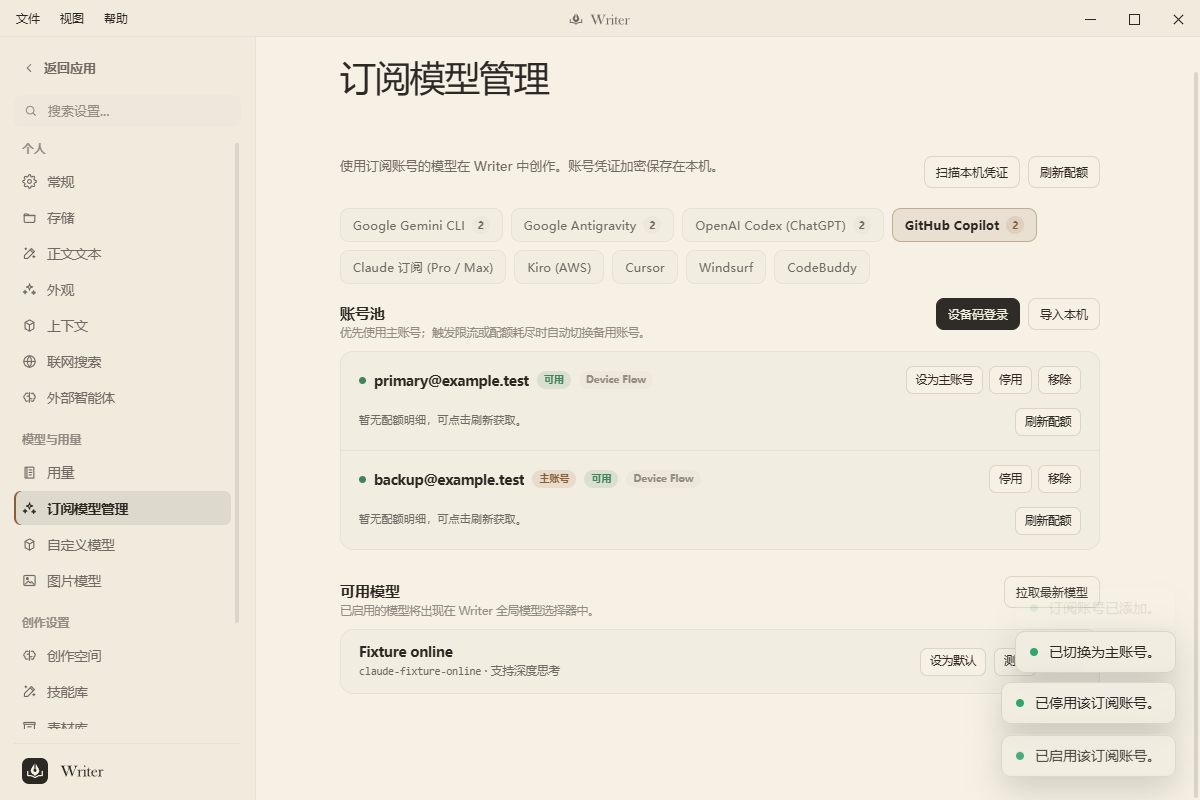 文件 视图 帮助
Writer
返回应用
搜索设置...
个人
常规
存储
正文文本
外观
上下文
联网搜索
外部智能体
模型与用量
用量
订阅模型管理
自定义模型
图片模型
创作设置
创作空间
技能库
素材库
Writer
订阅模型管理
使用订阅账号的模型在 Writer 中创作。账号凭证加密保存在本机。
扫描本机凭证 刷新配额
Google Gemini CLI 2 Google Antigravity 2 OpenAI Codex (ChatGPT) 2 GitHub Copilot 2
Claude 订阅 (Pro / Max) Kiro (AWS) Cursor Windsurf CodeBuddy
账号池
优先使用主账号；触发限流或配额耗尽时自动切换备用账号。
设备码登录 导入本机
primary@example.test 可用 Device Flow 设为主账号 停用 移除
暂无配额明细，可点击刷新获取。 刷新配额
backup@example.test 主账号 可用 Device Flow 停用 移除
暂无配额明细，可点击刷新获取。 刷新配额
可用模型
已启用的模型将出现在 Writer 全局模型选择器中。
拉取最新模型
订阅账号已添加。
Fixture online
claude-fixture-online · 支持深度思考
设为默认 测
已切换为主账号。
已停用该订阅账号。
已启用该订阅账号。